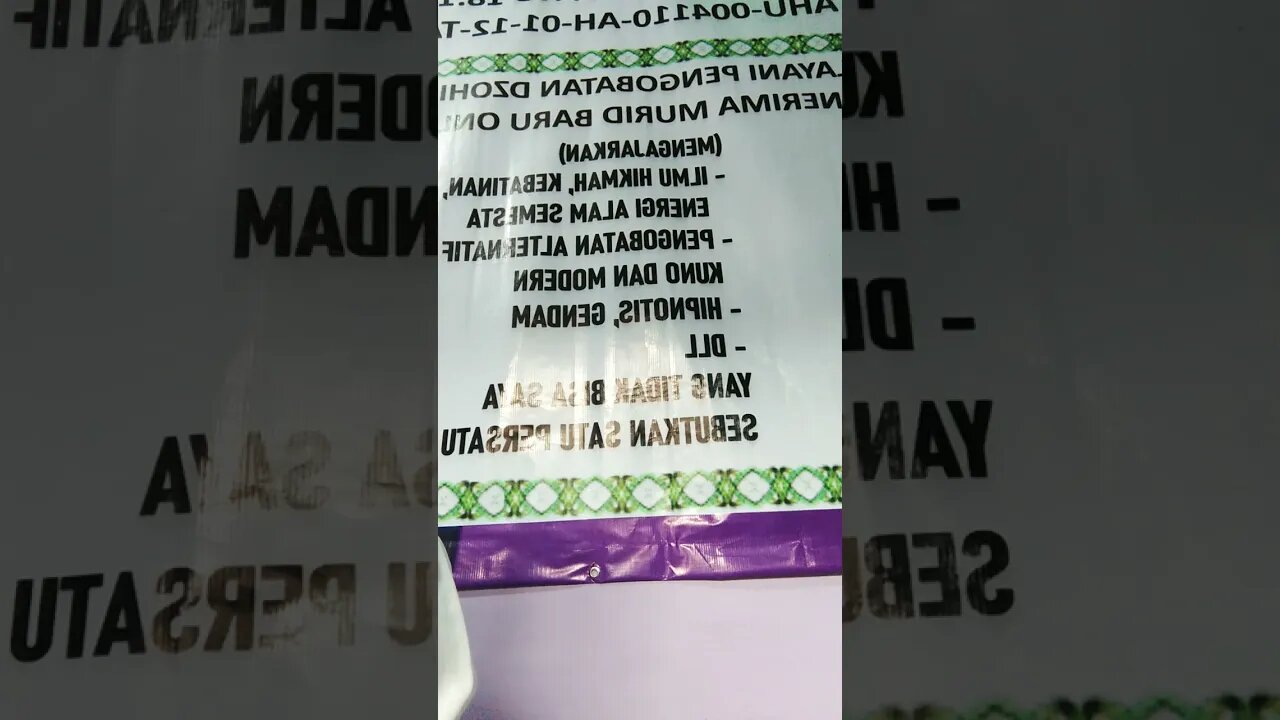 AHU-004110-AH-01-12-T
LAYANI PENGOBATAN DZOHI
NERIMA MURID BARU ONL
(MENGAJARKAN)
- ILMU HIKMAH, KEBATINAN,
ENERGI ALAM SEMESTA
- PENGOBATAN ALTERNATIF
KUNO DAN MODERN
- HIPNOTIS, GENDAM
- DLL
YANG TIDAK BISA SAYA
SEBUTKAN SATU PERSATU